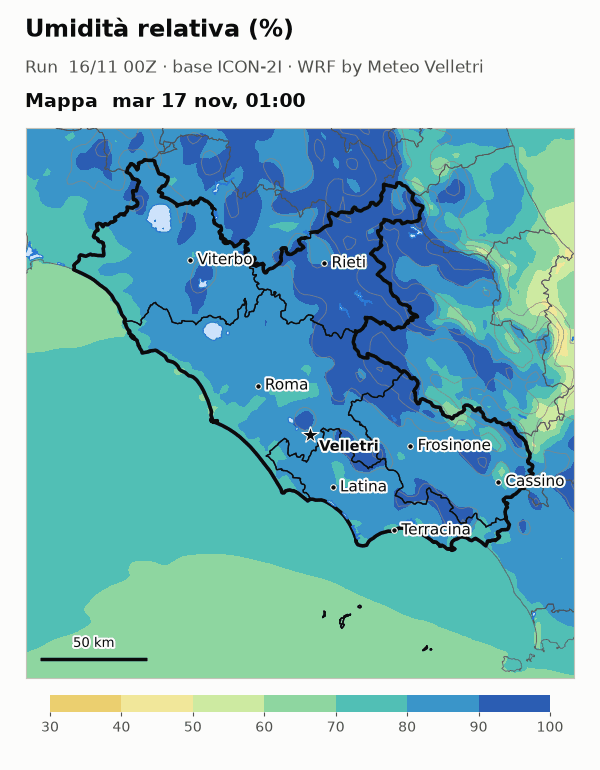 Umidità relativa (%)
Run  16/11 00Z · base ICON-2I · WRF by Meteo Velletri
Mappa  mar 17 nov, 01:00
Viterbo
Rieti
Roma
Velletri
Frosinone
Latina
Cassino
Terracina
50 km
30 40 50 60 70 80 90 100